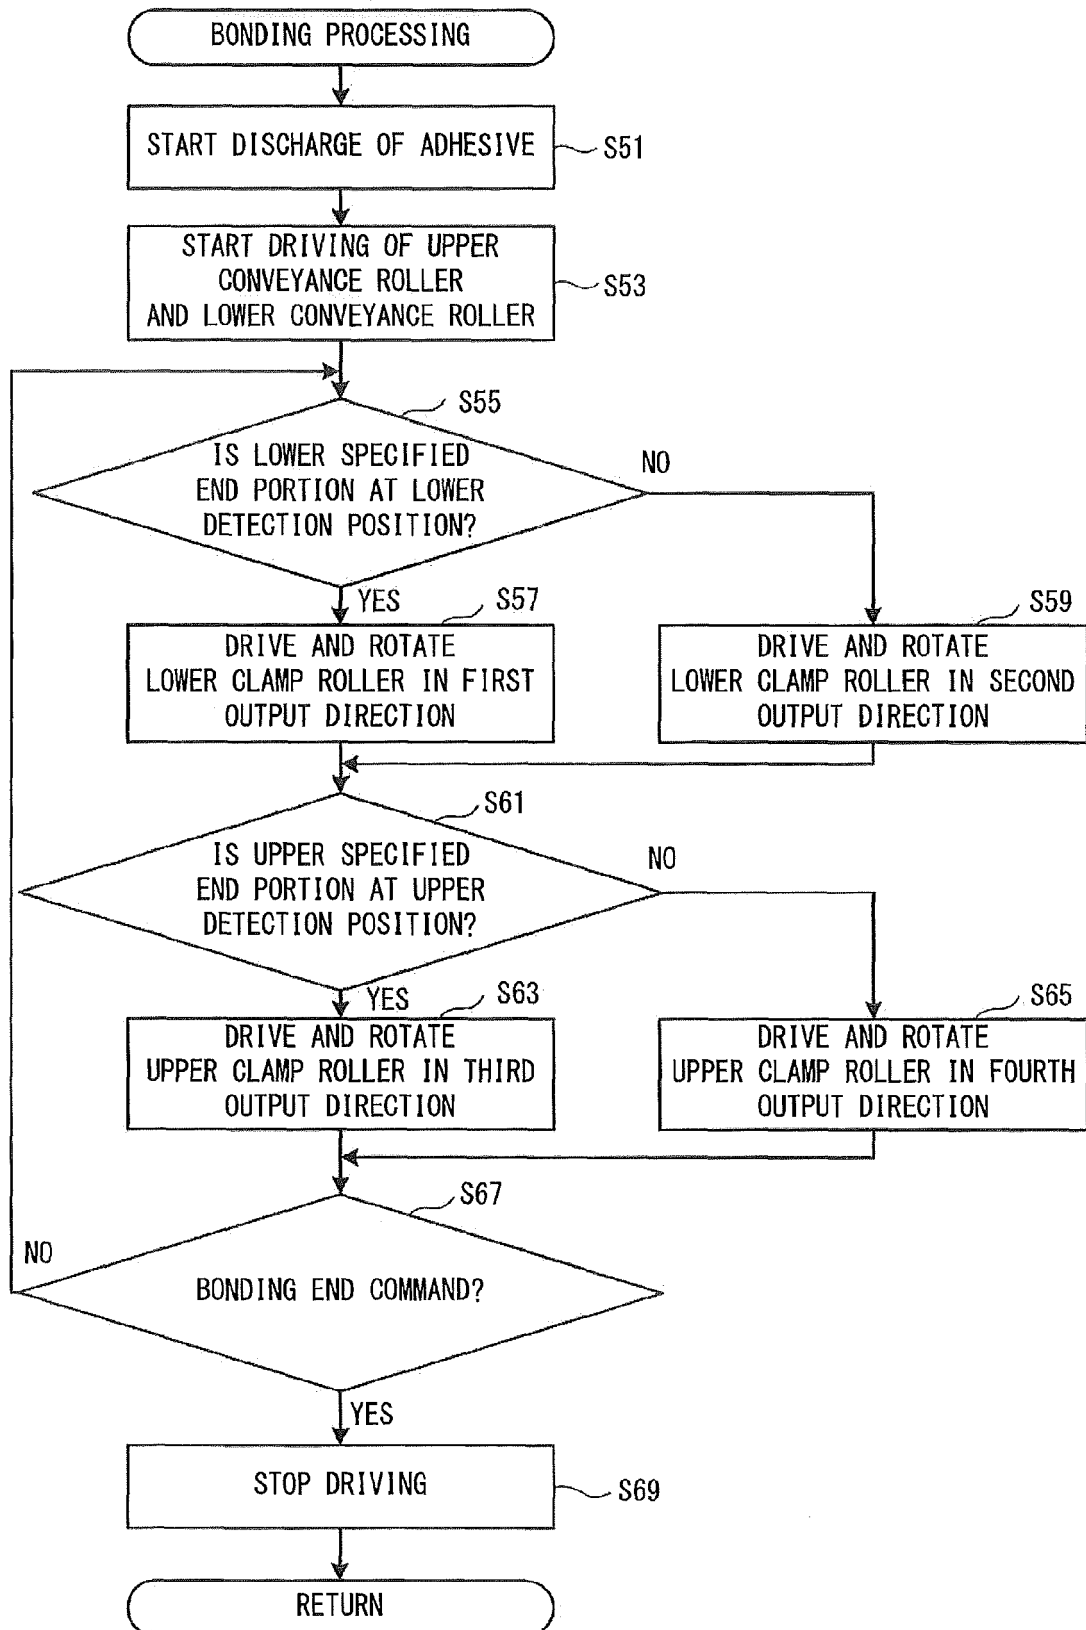 BONDING PROCESSING
START DISCHARGE OF ADHESIVE
S51
START DRIVING OF UPPER
CONVEYANCE ROLLER
AND LOWER CONVEYANCE ROLLER
S53
S55
IS LOWER SPECIFIED
END PORTION AT LOWER
DETECTION POSITION?
NO
YES
S57
DRIVE AND ROTATE
LOWER CLAMP ROLLER IN FIRST
OUTPUT DIRECTION
S59
DRIVE AND ROTATE
LOWER CLAMP ROLLER IN SECOND
OUTPUT DIRECTION
S61
IS UPPER SPECIFIED
END PORTION AT UPPER
DETECTION POSITION?
NO
YES
S63
DRIVE AND ROTATE
UPPER CLAMP ROLLER IN THIRD
OUTPUT DIRECTION
S65
DRIVE AND ROTATE
UPPER CLAMP ROLLER IN FOURTH
OUTPUT DIRECTION
S67
NO
BONDING END COMMAND?
YES
STOP DRIVING
S69
RETURN